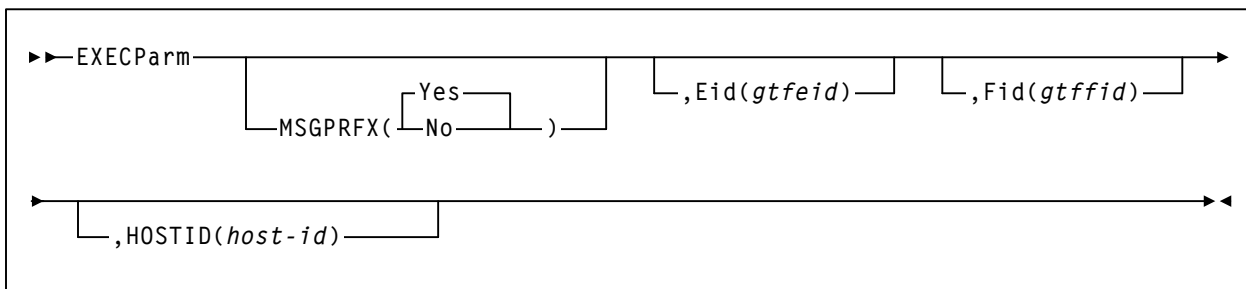 EXECParm
MSGPRFX( Yes
No )
,Eid(gtfeid)
,Fid(gtffid)
,HOSTID(host-id)